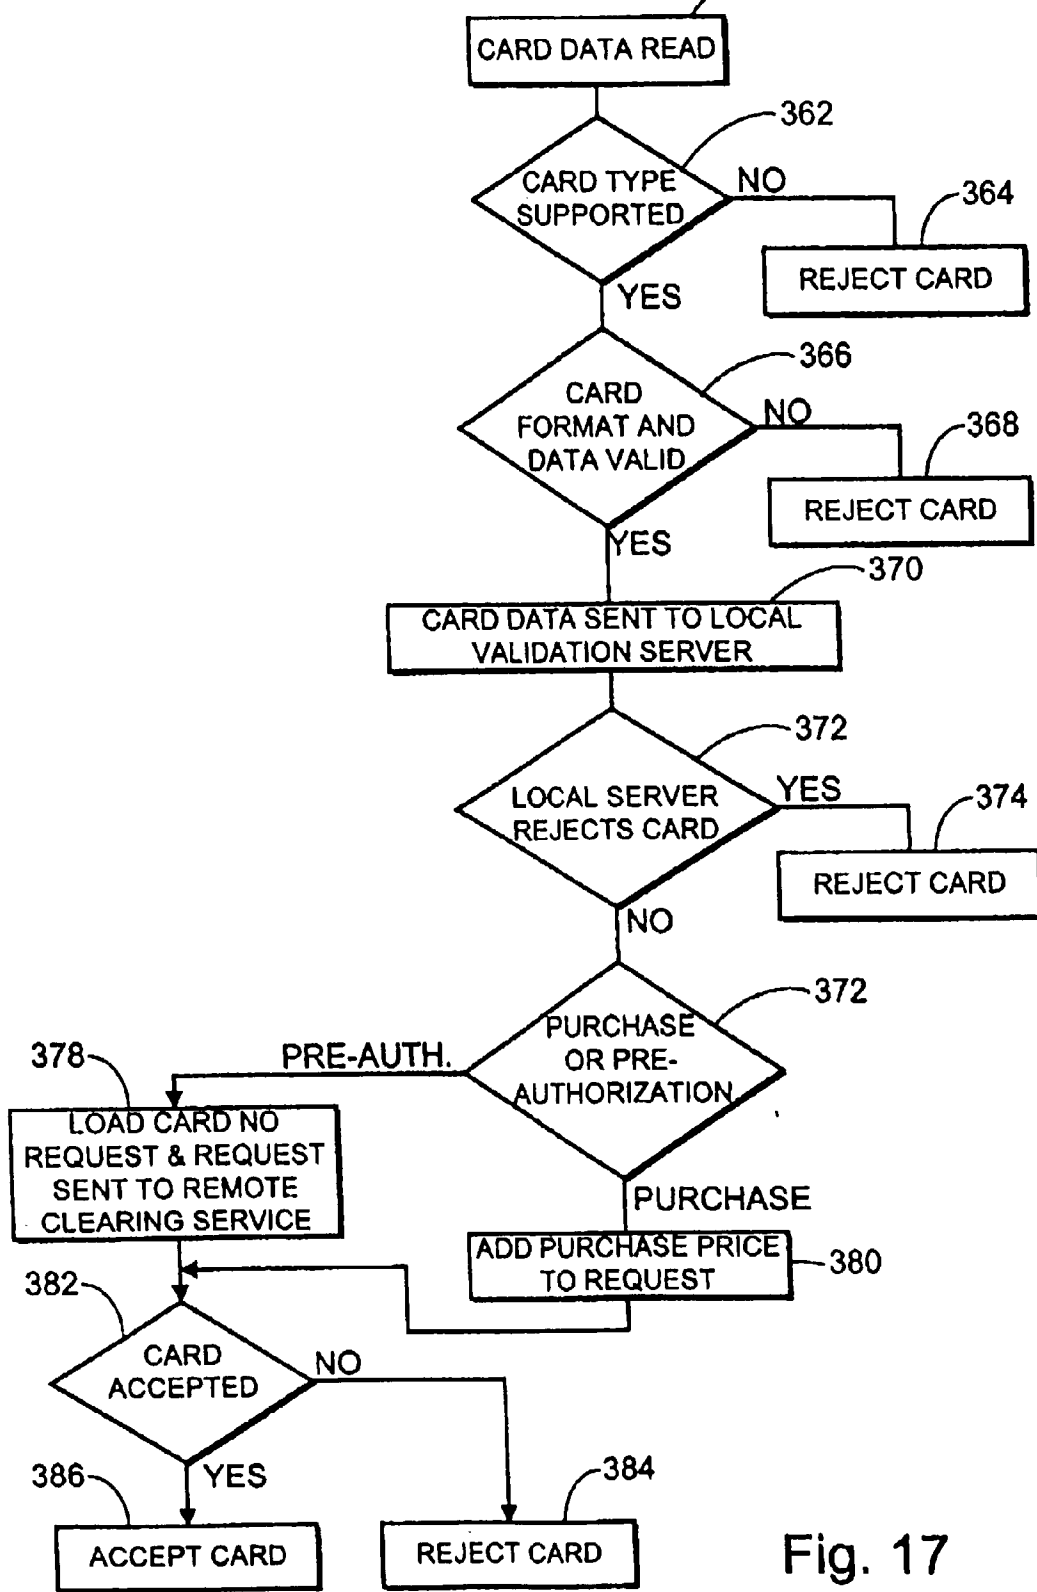 CARD DATA READ
362
CARD TYPE
SUPPORTED
NO
364
REJECT CARD
YES
366
CARD
FORMAT AND
DATA VALID
NO
368
REJECT CARD
YES
370
CARD DATA SENT TO LOCAL
VALIDATION SERVER
372
LOCAL SERVER
REJECTS CARD
YES
374
REJECT CARD
NO
372
PURCHASE
OR PRE-
AUTHORIZATION
PRE-AUTH.
378
LOAD CARD NO
REQUEST & REQUEST
SENT TO REMOTE
CLEARING SERVICE
PURCHASE
ADD PURCHASE PRICE
TO REQUEST
380
382
CARD
ACCEPTED
NO
YES
386
384
ACCEPT CARD
REJECT CARD
Fig. 17